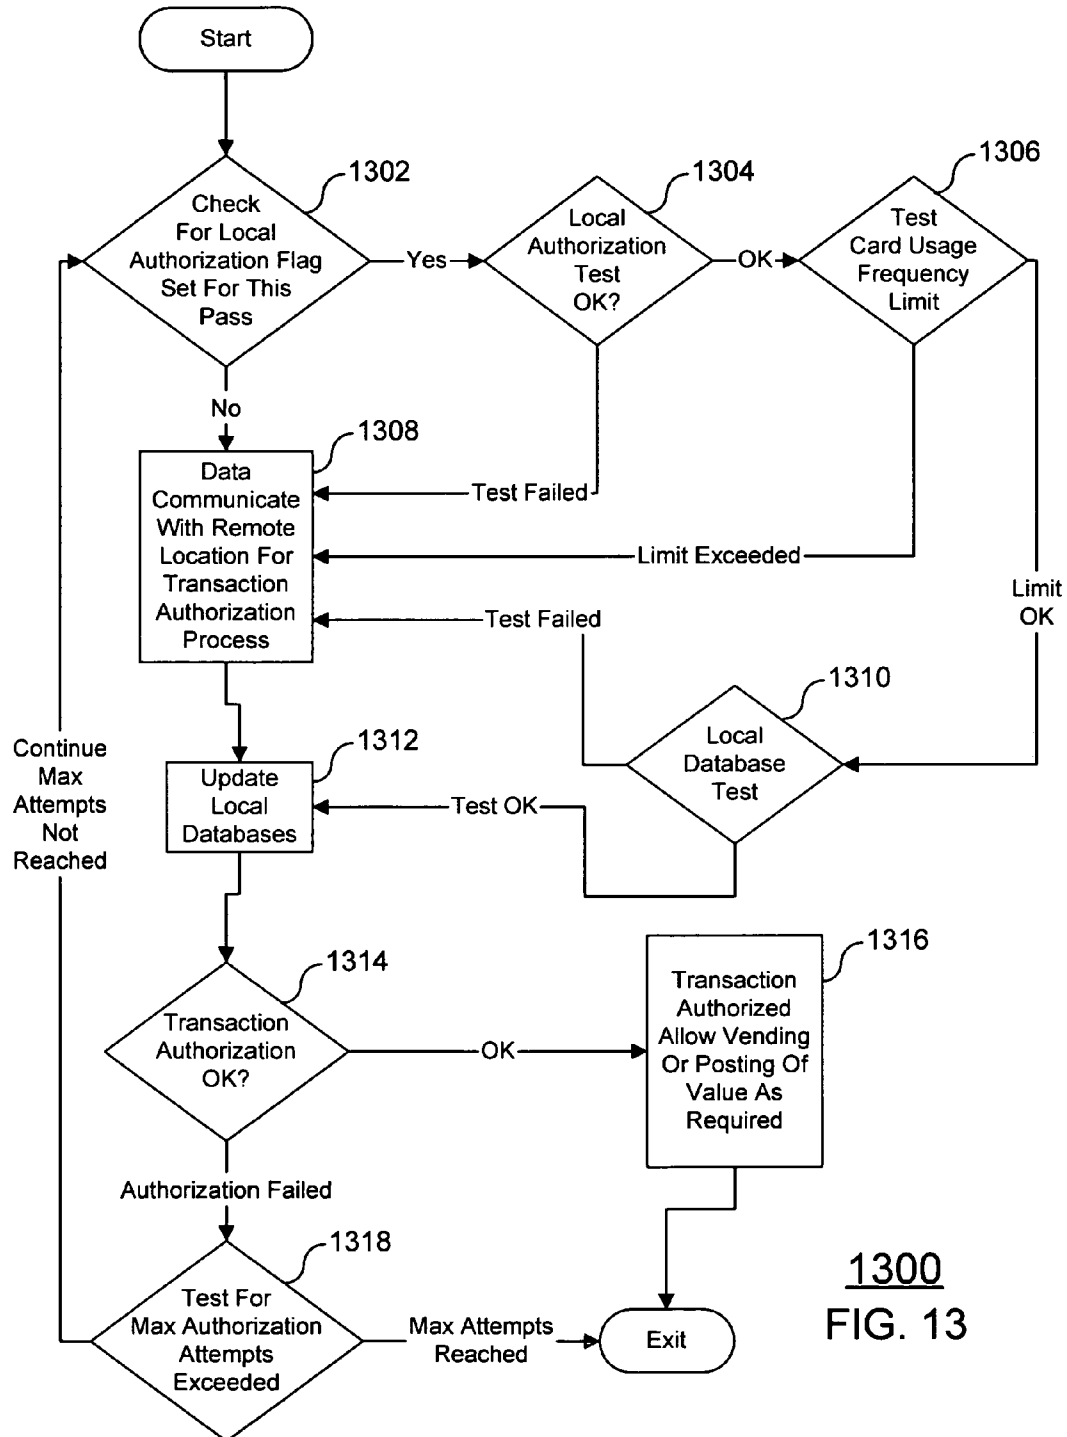 Start
1302
Check
For Local
Authorization Flag
Set For This
Pass
Yes
1304
Local
Authorization
Test
OK?
OK
1306
Test
Card Usage
Frequency
Limit
No
1308
Data
Communicate
With Remote
Location For
Transaction
Authorization
Process
Test Failed
Limit Exceeded
Test Failed
Limit
OK
1310
Local
Database
Test
Continue
Max
Attempts
Not
Reached
1312
Update
Local
Databases
Test OK
1314
Transaction
Authorization
OK?
OK
1316
Transaction
Authorized
Allow Vending
Or Posting Of
Value As
Required
Authorization Failed
1318
Test For
Max Authorization
Attempts
Exceeded
Max Attempts
Reached
Exit
1300
FIG. 13